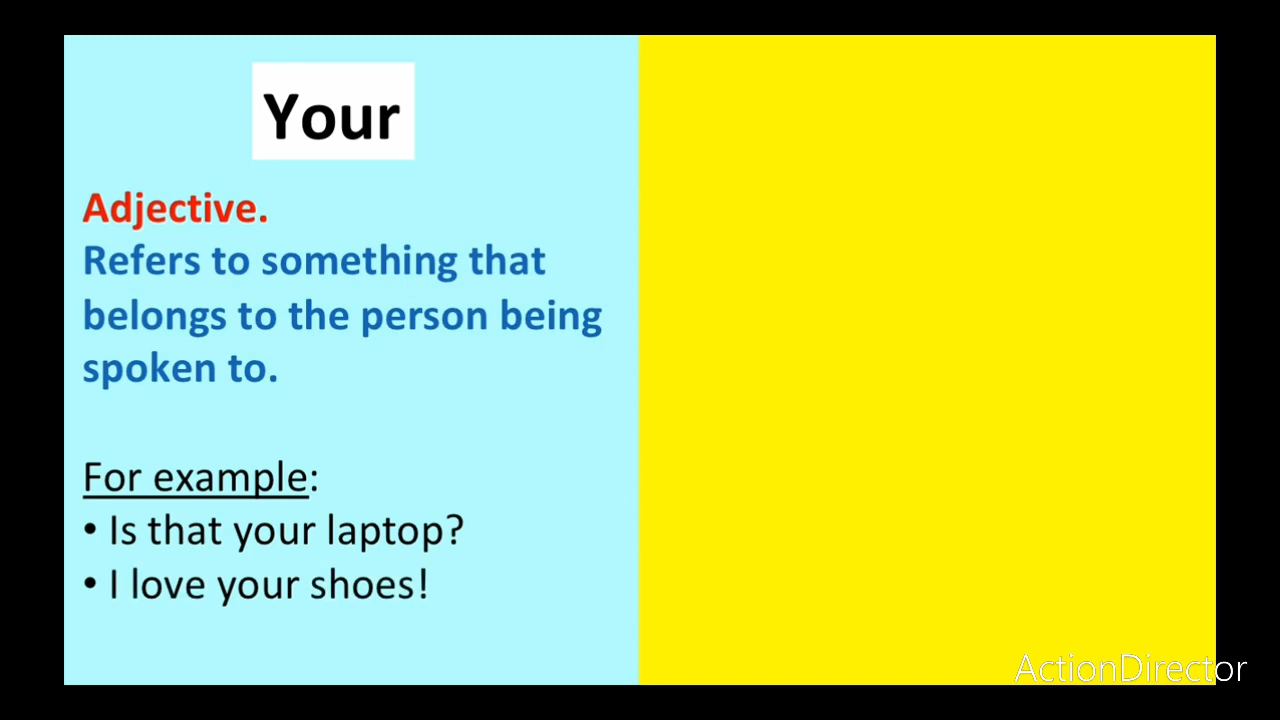 Your
Adjective.
Refers to something that
belongs to the person being
spoken to.
For example:
• Is that your laptop?
• I love your shoes!
ActionDirector